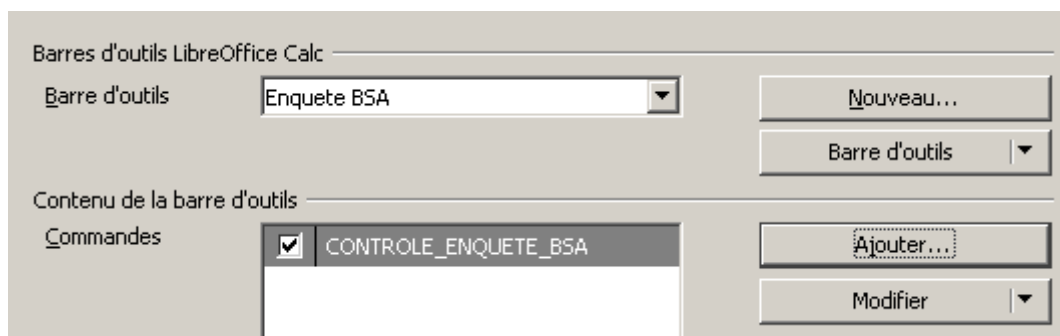 Barres d'outils LibreOffice Calc
Barre d'outils Enquete BSA Nouveau...
Barre d'outils
Contenu de la barre d'outils
Commandes CONTROLE_ENQUETE_BSA Ajouter...
Modifier